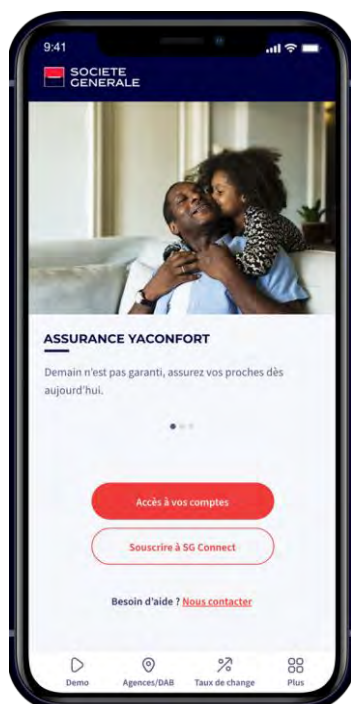 9:41
SOCIETE
GENERALE
ASSURANCE YACONFORT
Demain n'est pas garanti, assurez vos proches dès
aujourd'hui.
Accès à vos comptes
Souscrire à SG Connect
Besoin d'aide ? Nous contacter
Demo Agences/DAB Taux de change Plus